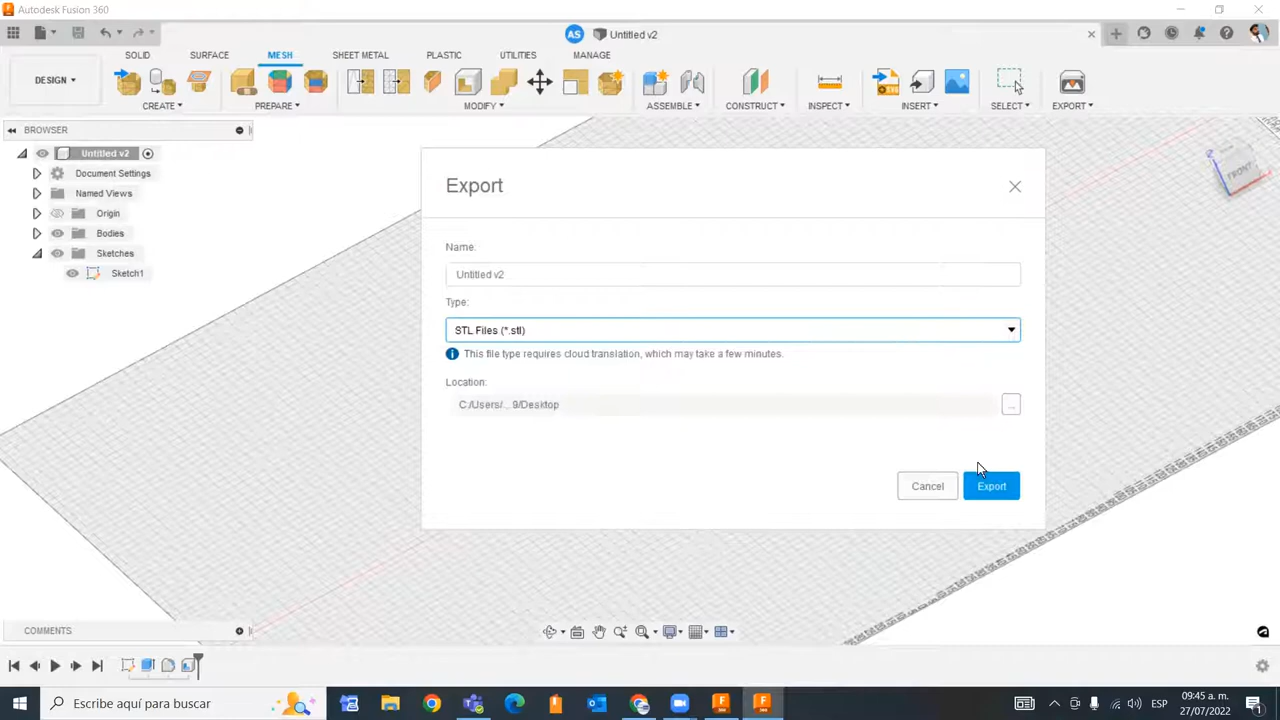 Autodesk Fusion 360
AS Untitled v2
SOLID SURFACE MESH SHEET METAL PLASTIC UTILITIES MANAGE
DESIGN
CREATE PREPARE MODIFY ASSEMBLE CONSTRUCT INSPECT INSERT SELECT EXPORT
BROWSER
Untitled v2
Document Settings
Named Views
Origin
Bodies
Sketches
Sketch1
FRONT
Z
Export
Name:
Untitled v2
Type:
STL Files (*.stl)
This file type requires cloud translation, which may take a few minutes.
Location:
C:/Users/... 9/Desktop
...
Cancel Export
COMMENTS
Escribe aquí para buscar
ESP
09:45 a. m.
27/07/2022